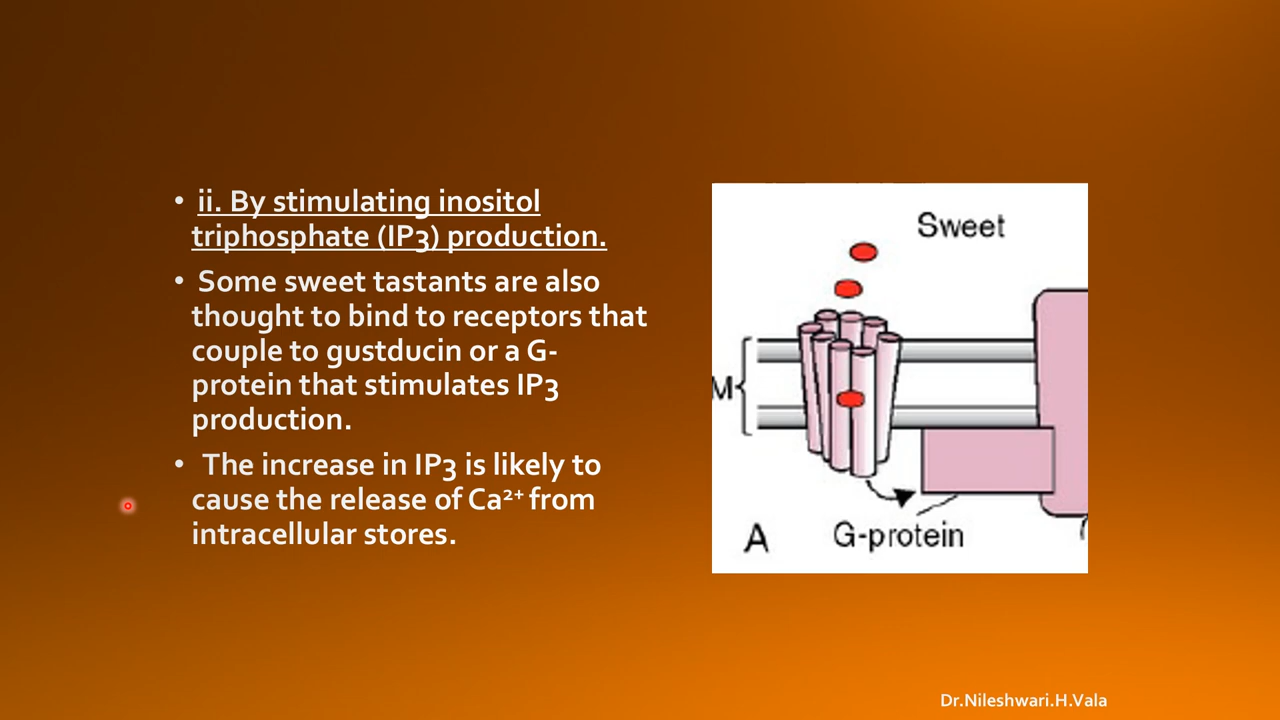 • ii. By stimulating inositol
triphosphate (IP3) production.
• Some sweet tastants are also
thought to bind to receptors that
couple to gustducin or a G-
protein that stimulates IP3
production.
• The increase in IP3 is likely to
cause the release of Ca²⁺ from
intracellular stores.
Sweet
M
G-protein
A
Dr.Nileshwari.H.Vala